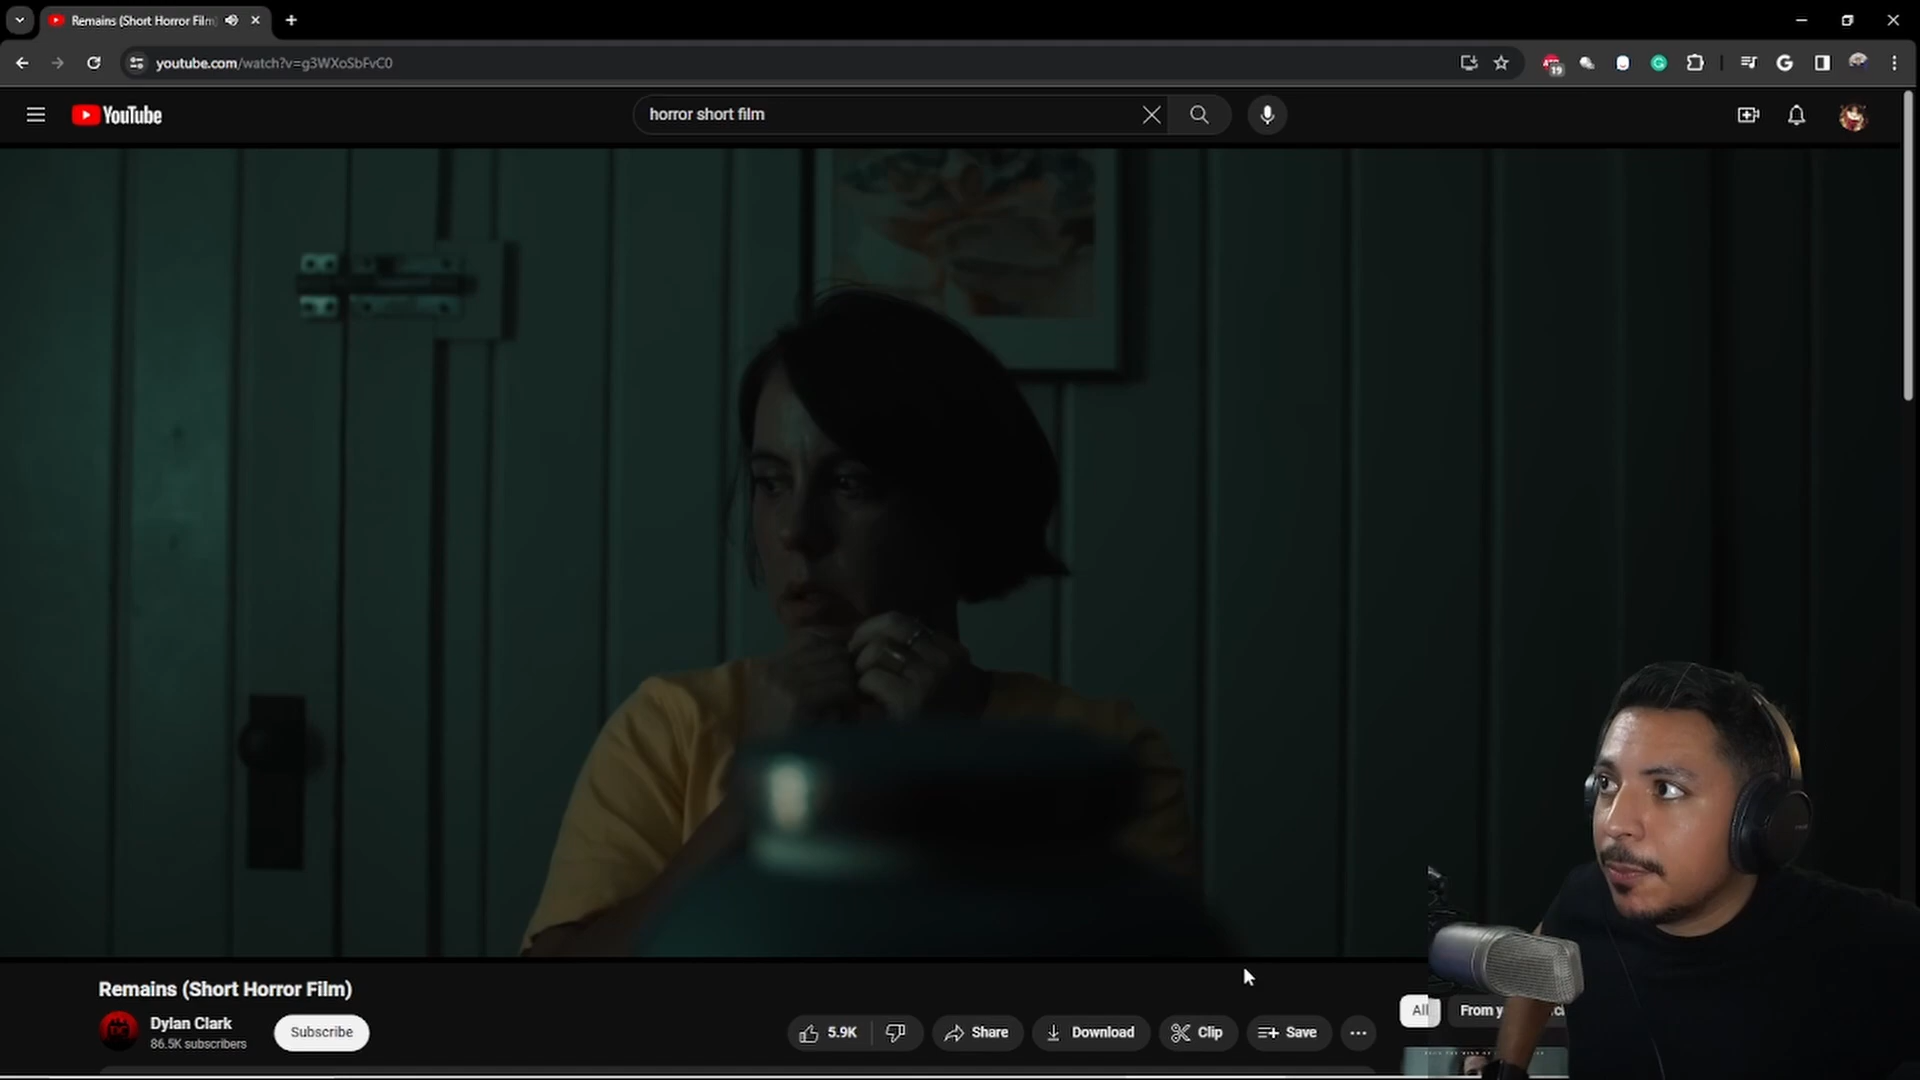 Remains (Short Horror Film)
youtube.com/watch?v=g3WXoSbFvC0
19
YouTube
horror short film
Remains (Short Horror Film)
Dylan Clark
86.5K subscribers
Subscribe
5.9K
Share
Download
Clip
Save
All
From